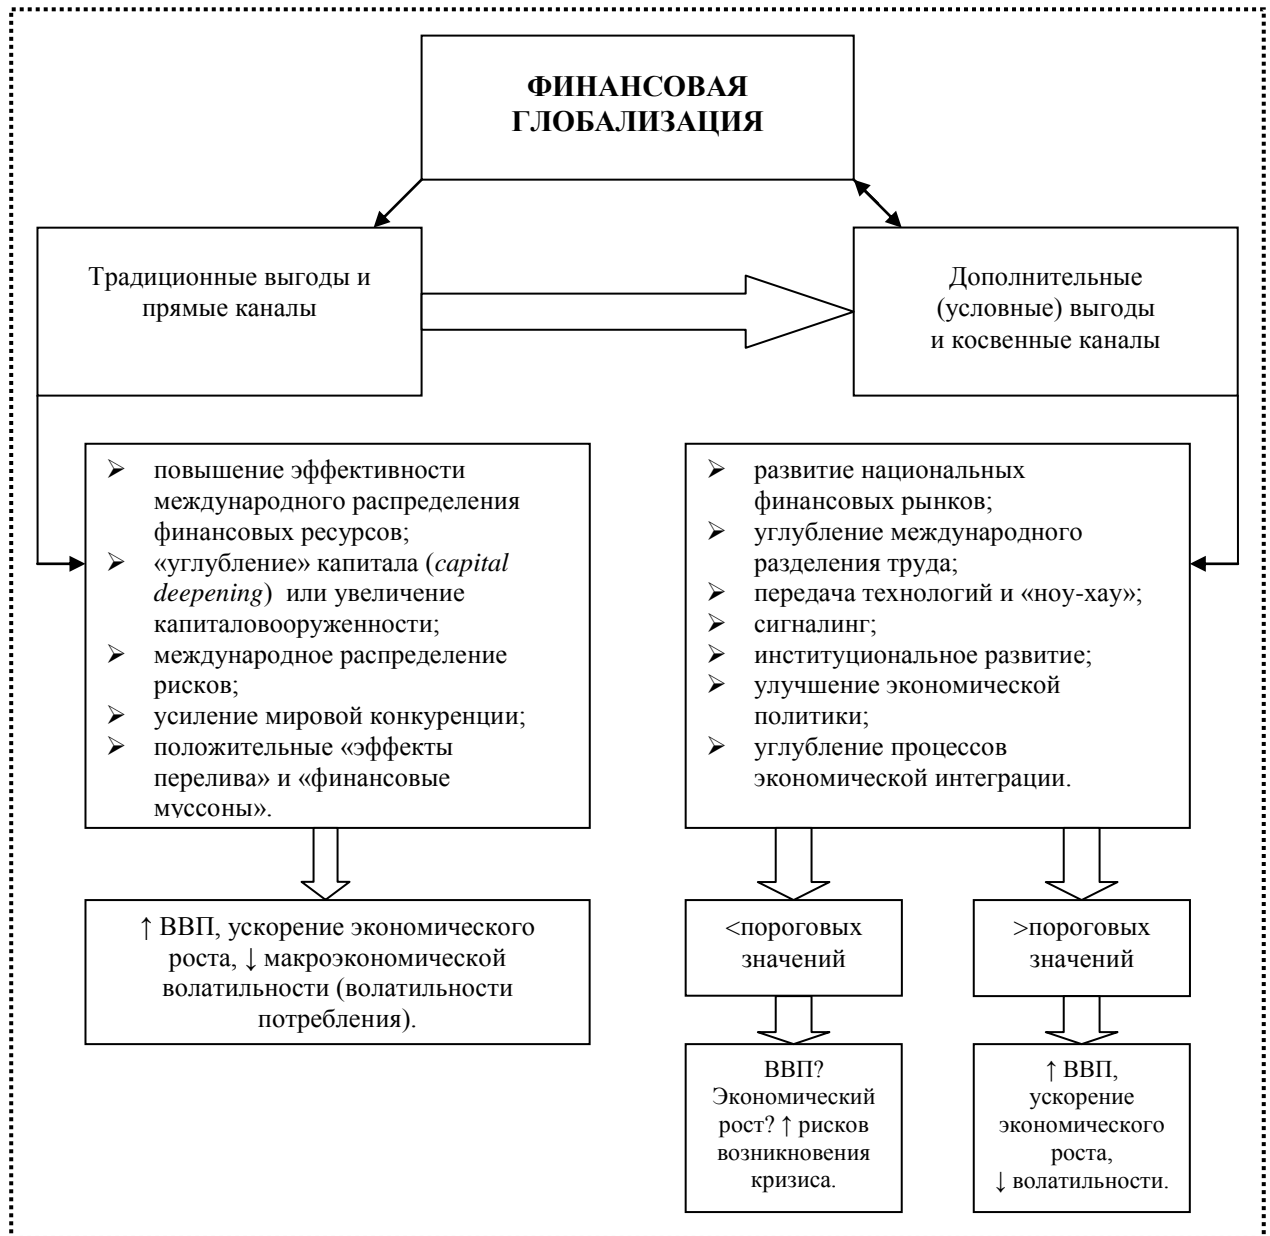 ФИНАНСОВАЯ
ГЛОБАЛИЗАЦИЯ
Традиционные выгоды и
прямые каналы
Дополнительные
(условные) выгоды
и косвенные каналы
➢ повышение эффективности
международного распределения
финансовых ресурсов;
➢ «углубление» капитала (capital
deepening) или увеличение
капиталовооруженности;
➢ международное распределение
рисков;
➢ усиление мировой конкуренции;
➢ положительные «эффекты
перелива» и «финансовые
муссоны».
➢ развитие национальных
финансовых рынков;
➢ углубление международного
разделения труда;
➢ передача технологий и «ноу-хау»;
➢ сигналинг;
➢ институциональное развитие;
➢ улучшение экономической
политики;
➢ углубление процессов
экономической интеграции.
↑ ВВП, ускорение экономического
роста, ↓ макроэкономической
волатильности (волатильности
потребления).
<пороговых
значений
>пороговых
значений
ВВП?
Экономический
рост? ↑ рисков
возникновения
кризиса.
↑ ВВП,
ускорение
экономического
роста,
↓ волатильности.